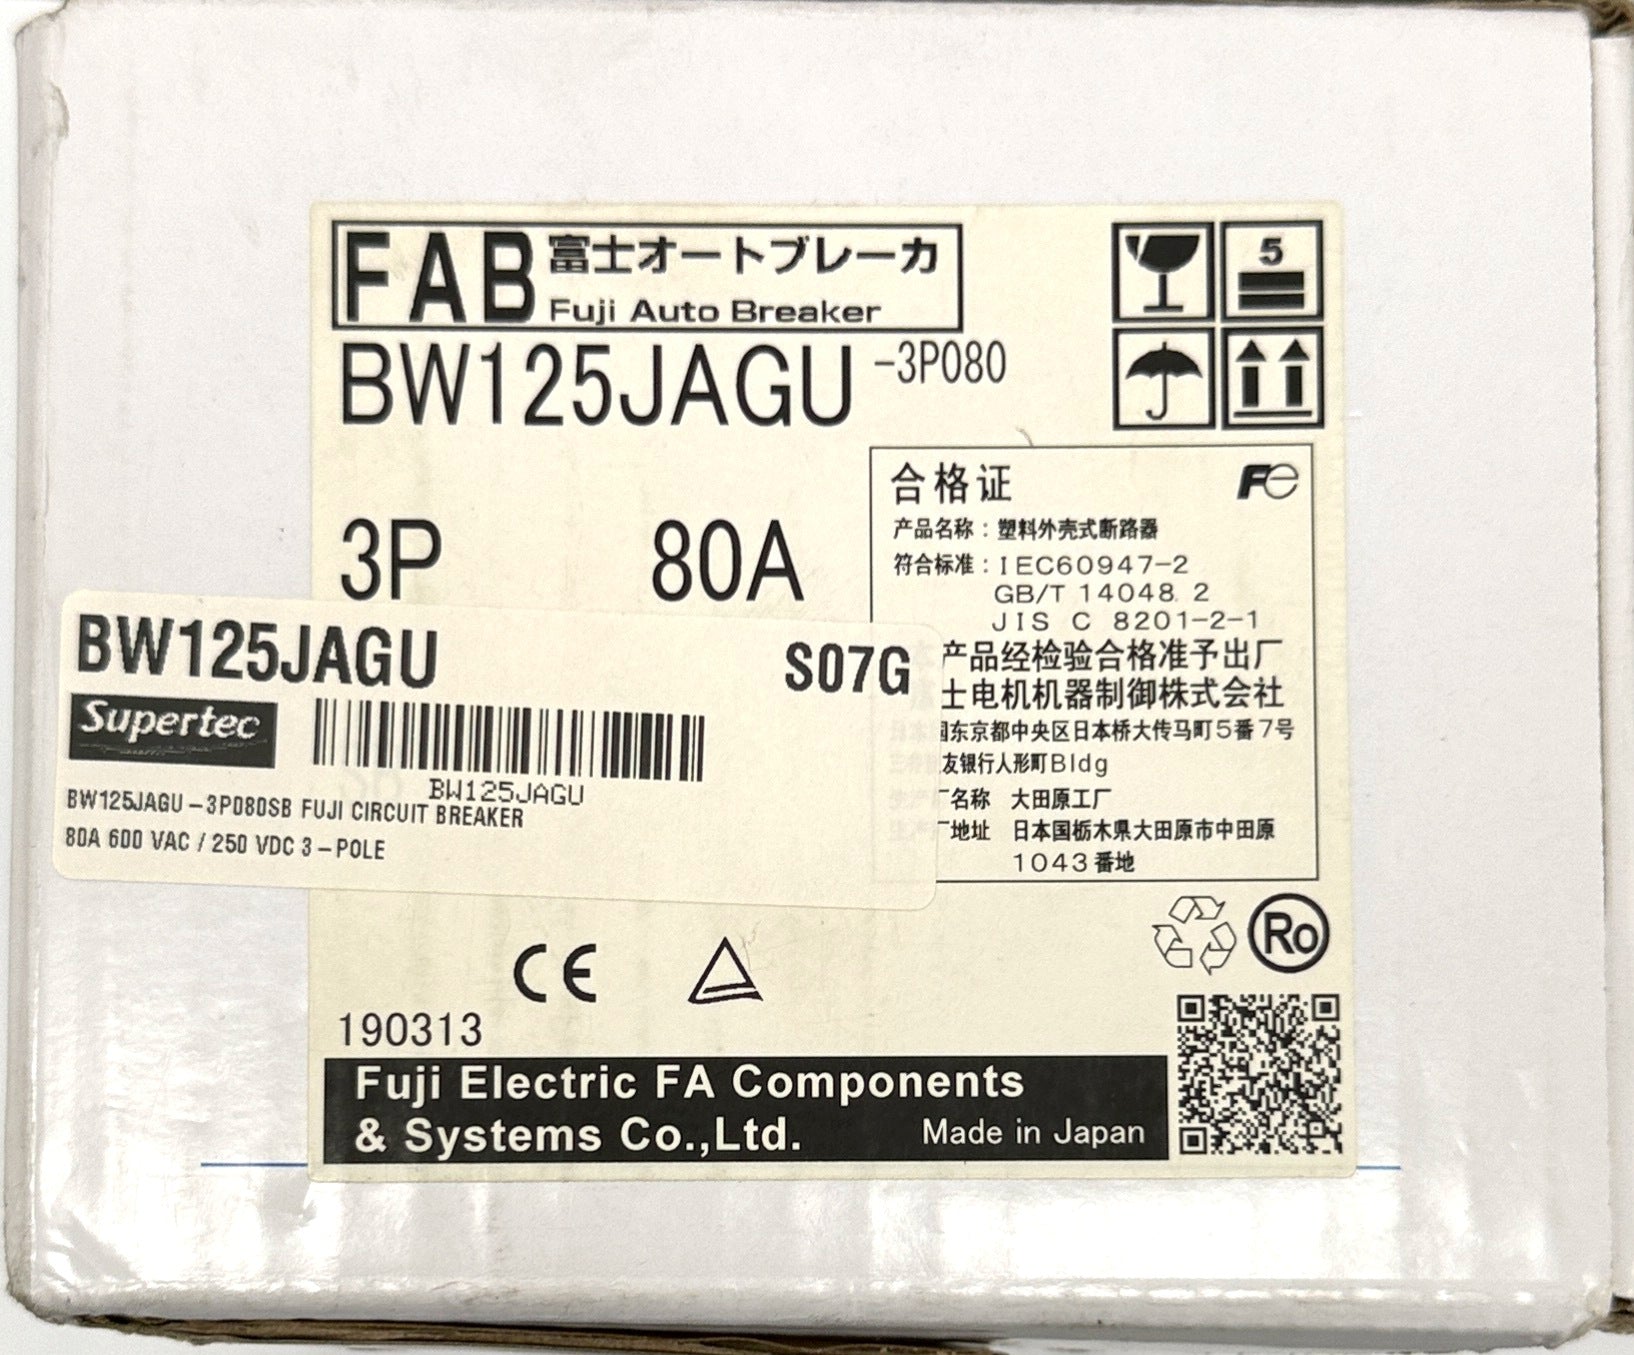 FAB 富士オートブレーカ
Fuji Auto Breaker
BW125JAGU -3P080
5
3P 80A
合格证 Fe
产品名称：塑料外壳式断路器
符合标准：IEC60947-2
GB/T 14048.2
JIS C 8201-2-1
产品经检验合格准予出厂
士电机机器制御株式会社
国东京都中央区日本桥大传马町5番7号
友银行人形町Bldg
厂名称 大田原工厂
厂地址 日本国栃木県大田原市中田原
1043番地
BW125JAGU S07G
Supertec
BW125JAGU
BW125JAGU-3P080SB FUJI CIRCUIT BREAKER
80A 600 VAC / 250 VDC 3-POLE
CE
Ro
190313
Fuji Electric FA Components
& Systems Co.,Ltd. Made in Japan